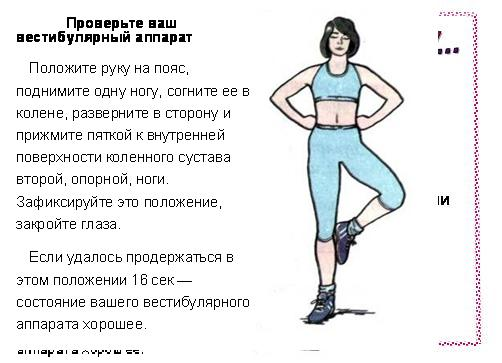 Проверьте ваш
вестибулярный аппарат
Положите руку на пояс,
поднимите одну ногу, согните ее в
колене, разверните в сторону и
прижмите пяткой к внутренней
поверхности коленного сустава
второй, опорной, ноги.
Зафиксируйте это положение,
закройте глаза.
Если удалось продержаться в
этом положении 16 сек —
состояние вашего вестибулярного
аппарата хорошее.